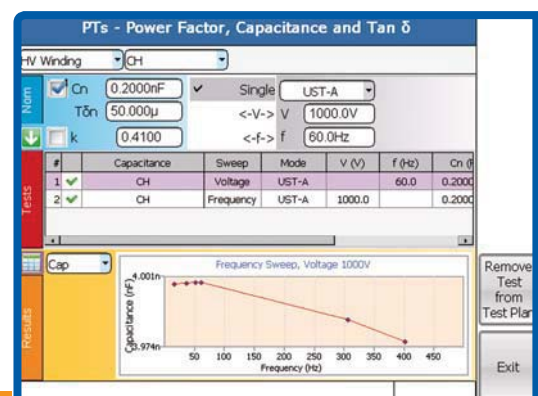 PTs - Power Factor, Capacitance and Tan δ
HV Winding CH
Nom
Cn 0.2000nF Single UST-A
Tδn 50.000µ <-V-> V 1000.0V
k 0.4100 <-f-> f 60.0Hz
Tests
# Capacitance Sweep Mode V (V) f (Hz) Cn
1 CH Voltage UST-A 60.0 0.2000
2 CH Frequency UST-A 1000.0 0.2000
Cap
Results
Frequency Sweep, Voltage 1000V
4.001n
Capacitance (nF)
3.974n
50 100 150 200 250 300 350 400 450
Frequency (Hz)
Remove
Test
from
Test Plan
Exit